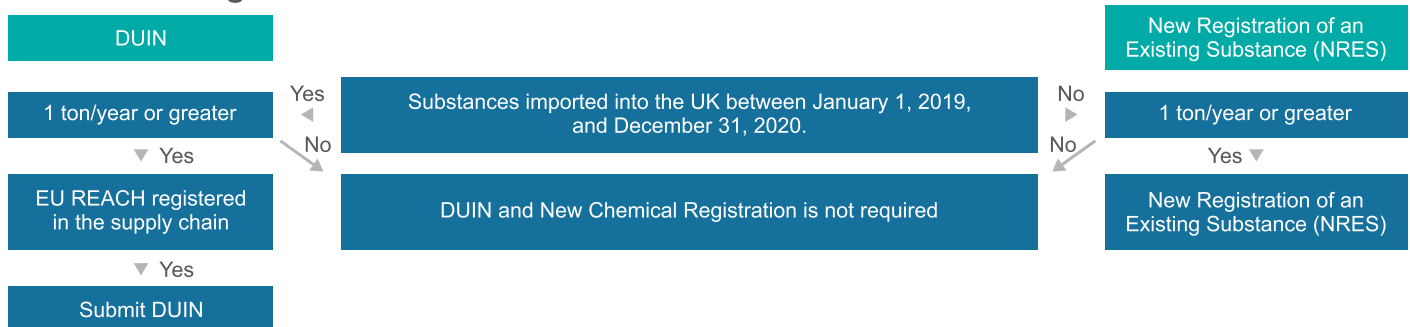 DUIN
New Registration of an
Existing Substance (NRES)
1 ton/year or greater
Yes
Substances imported into the UK between January 1, 2019,
and December 31, 2020.
No
1 ton/year or greater
No
No
Yes
Yes
EU REACH registered
in the supply chain
DUIN and New Chemical Registration is not required
New Registration of an
Existing Substance (NRES)
Yes
Submit DUIN